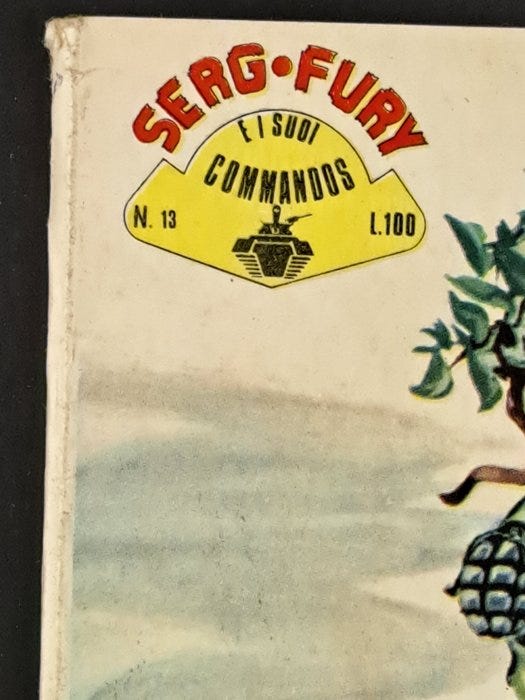 SERG•FURY
E I SUOI
COMMANDOS
N. 13
L.100